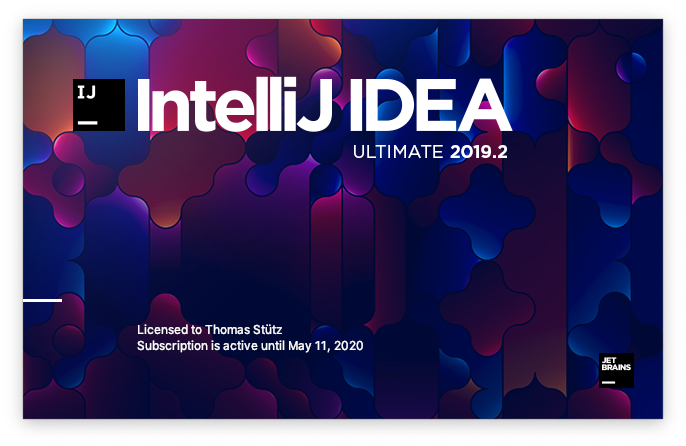 IJ
IntelliJ IDEA
ULTIMATE 2019.2
Licensed to Thomas Stütz
Subscription is active until May 11, 2020
JET
BRAINS